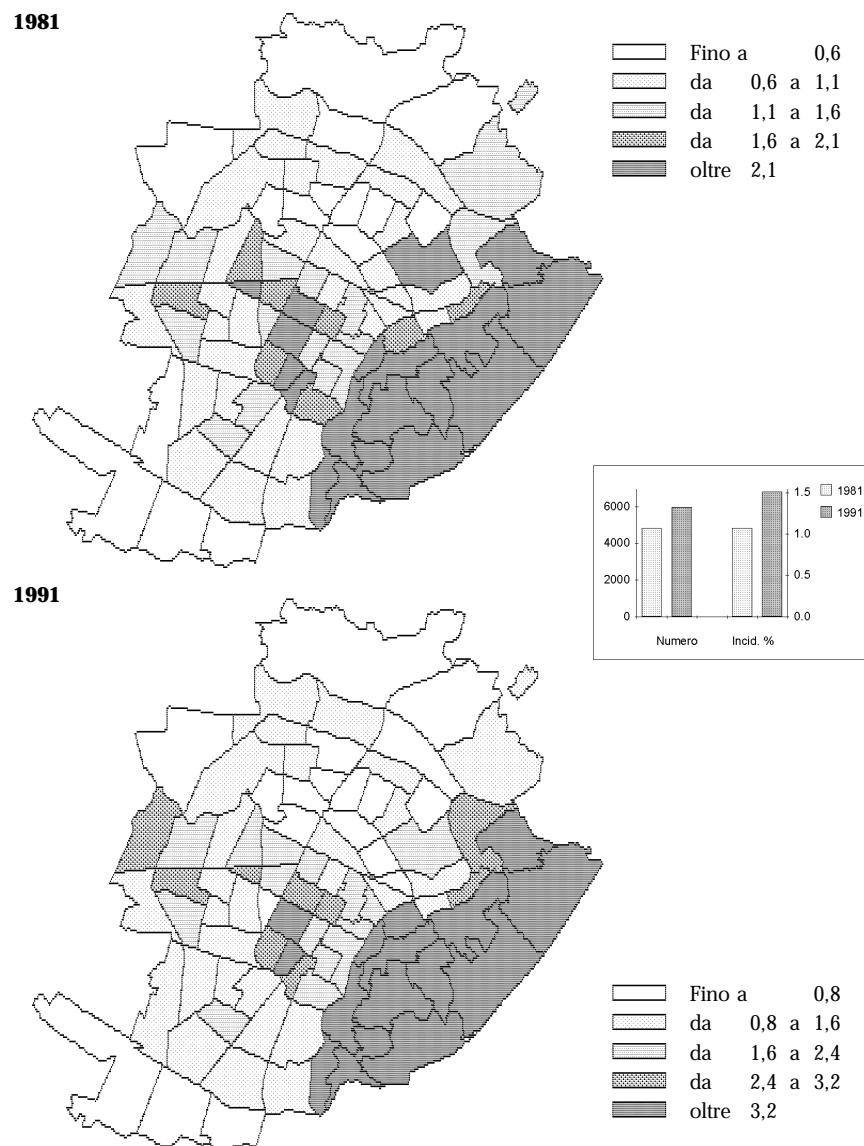 1981
Fino a 0,6
da 0,6 a 1,1
da 1,1 a 1,6
da 1,6 a 2,1
oltre 2,1
6000
4000
2000
0
1.5
1.0
0.5
0.0
1981
1991
Numero
Incid. %
1991
Fino a 0,8
da 0,8 a 1,6
da 1,6 a 2,4
da 2,4 a 3,2
oltre 3,2